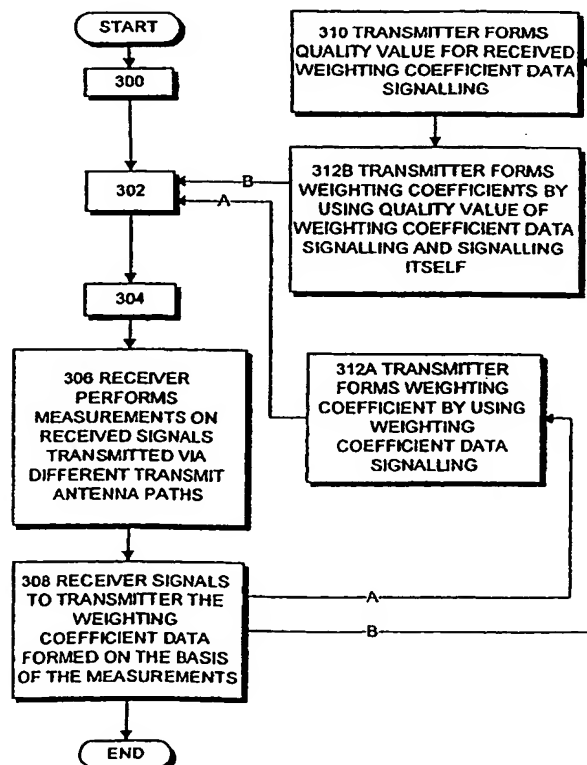 START
300
302
304
306 RECEIVER
PERFORMS
MEASUREMENTS ON
RECEIVED SIGNALS
TRANSMITTED VIA
DIFFERENT TRANSMIT
ANTENNA PATHS
308 RECEIVER SIGNALS
TO TRANSMITTER THE
WEIGHTING
COEFFICIENT DATA
FORMED ON THE BASIS
OF THE MEASUREMENTS
END
310 TRANSMITTER FORMS
QUALITY VALUE FOR RECEIVED
WEIGHTING COEFFICIENT DATA
SIGNALLING
312B TRANSMITTER FORMS
WEIGHTING COEFFICIENTS BY
USING QUALITY VALUE OF
WEIGHTING COEFFICIENT DATA
SIGNALLING AND SIGNALLING
ITSELF
B
A
312A TRANSMITTER
FORMS WEIGHTING
COEFFICIENT BY USING
WEIGHTING
COEFFICIENT DATA
SIGNALLING
A
B